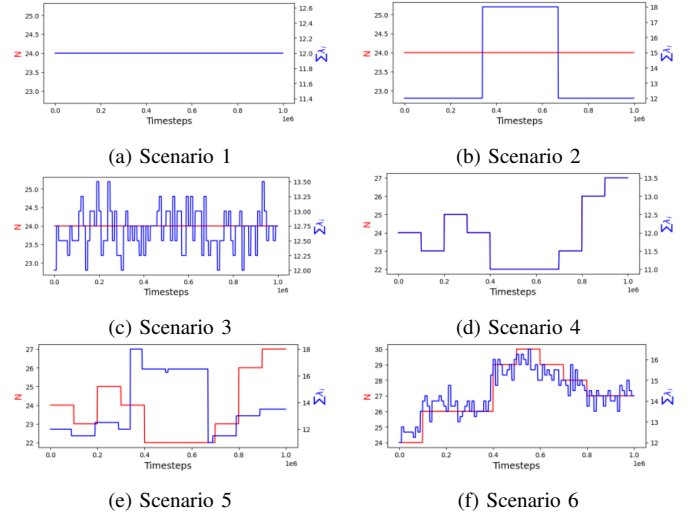 25.0
24.5
24.0
23.5
23.0
N
12.6
12.4
12.2
12.0
11.8
11.6
11.4
∑λi
0.0 0.2 0.4 0.6 0.8 1.0
Timesteps 1e6
(a) Scenario 1
25.0
24.5
24.0
23.5
23.0
N
18
17
16
15
14
13
12
∑λi
0.0 0.2 0.4 0.6 0.8 1.0
Timesteps 1e6
(b) Scenario 2
25.0
24.5
24.0
23.5
23.0
N
13.50
13.25
13.00
12.75
12.50
12.25
12.00
∑λi
0.0 0.2 0.4 0.6 0.8 1.0
Timesteps 1e6
(c) Scenario 3
27
26
25
24
23
22
N
13.5
13.0
12.5
12.0
11.5
11.0
∑λi
0.0 0.2 0.4 0.6 0.8 1.0
Timesteps 1e6
(d) Scenario 4
27
26
25
24
23
22
N
18
16
14
12
∑λi
0.0 0.2 0.4 0.6 0.8 1.0
Timesteps 1e6
(e) Scenario 5
30
29
28
27
26
25
24
N
16
15
14
13
12
∑λi
0.0 0.2 0.4 0.6 0.8 1.0
Timesteps 1e6
(f) Scenario 6